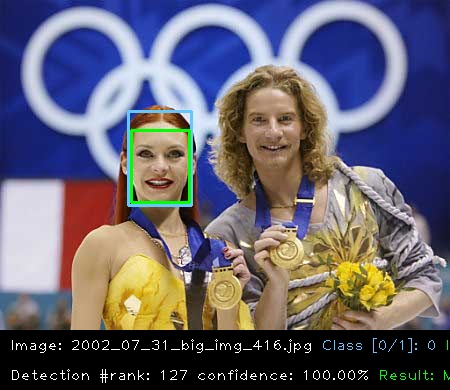 Image: 2002_07_31_big_img_416.jpg Class [0/1]: 0
Detection #rank: 127 confidence: 100.00% Result: